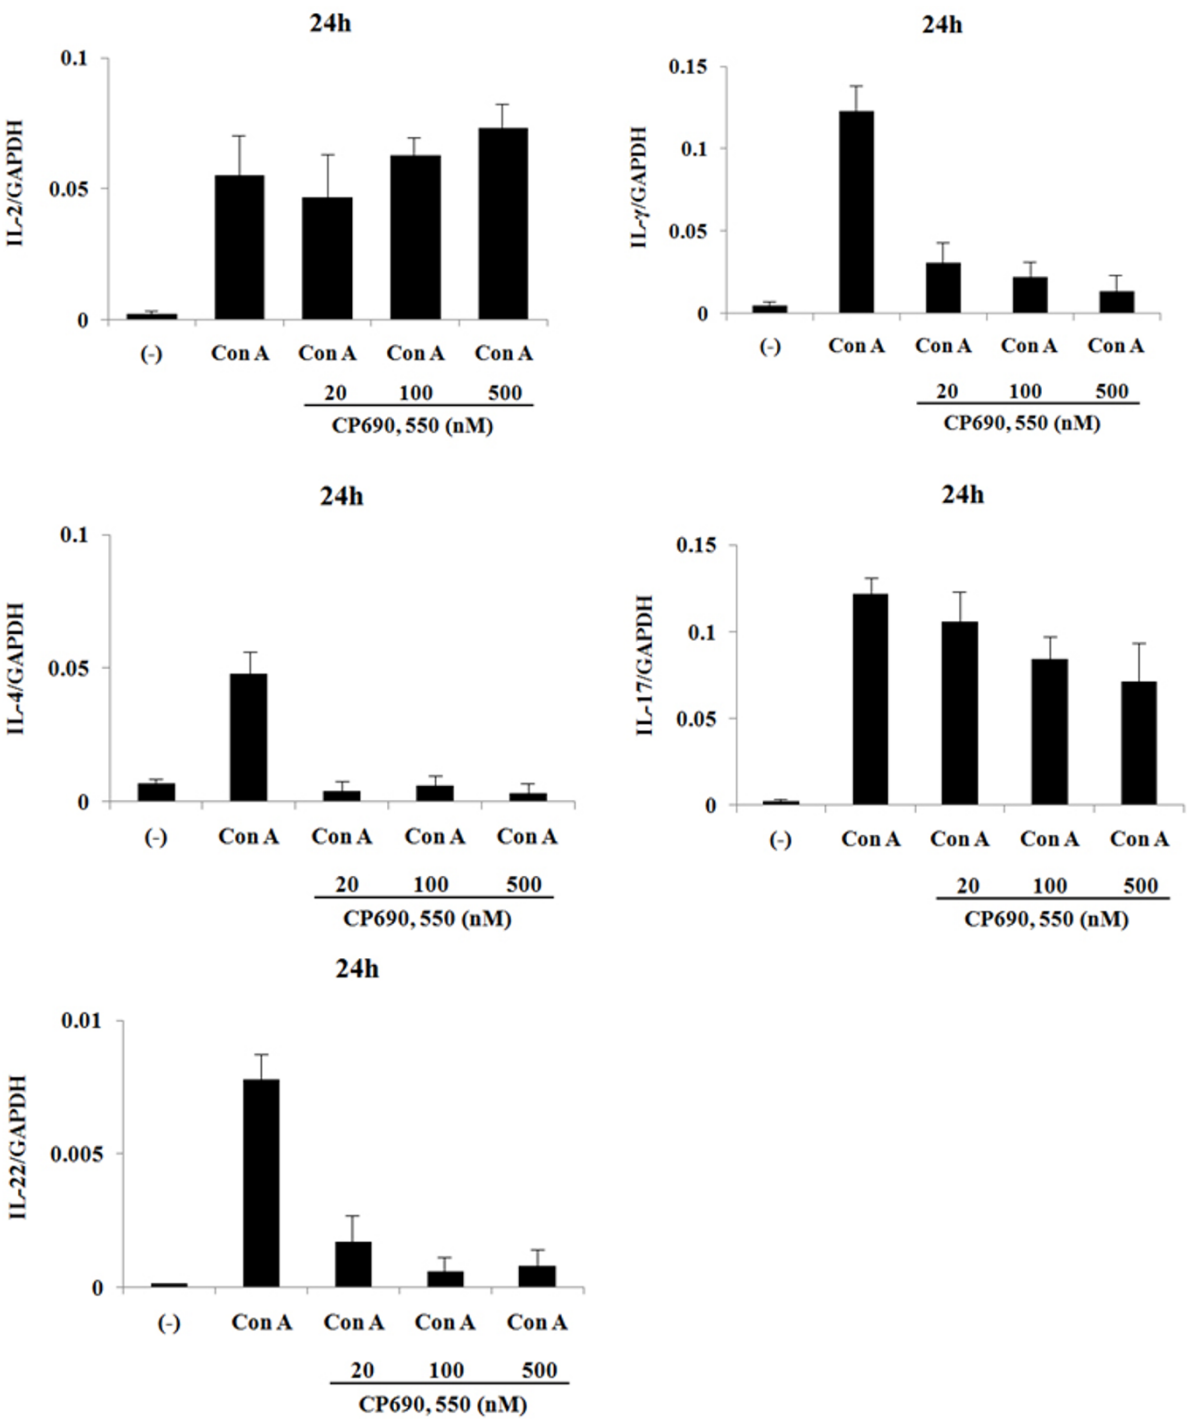 24h
0.1
0.05
0
IL-2/GAPDH
(-) Con A Con A Con A Con A
20 100 500
CP690, 550 (nM)
24h
0.15
0.1
0.05
0
IL-γ/GAPDH
(-) Con A Con A Con A Con A
20 100 500
CP690, 550 (nM)
24h
0.1
0.05
0
IL-4/GAPDH
(-) Con A Con A Con A Con A
20 100 500
CP690, 550 (nM)
24h
0.15
0.1
0.05
0
IL-17/GAPDH
(-) Con A Con A Con A Con A
20 100 500
CP690, 550 (nM)
24h
0.01
0.005
0
IL-22/GAPDH
(-) Con A Con A Con A Con A
20 100 500
CP690, 550 (nM)